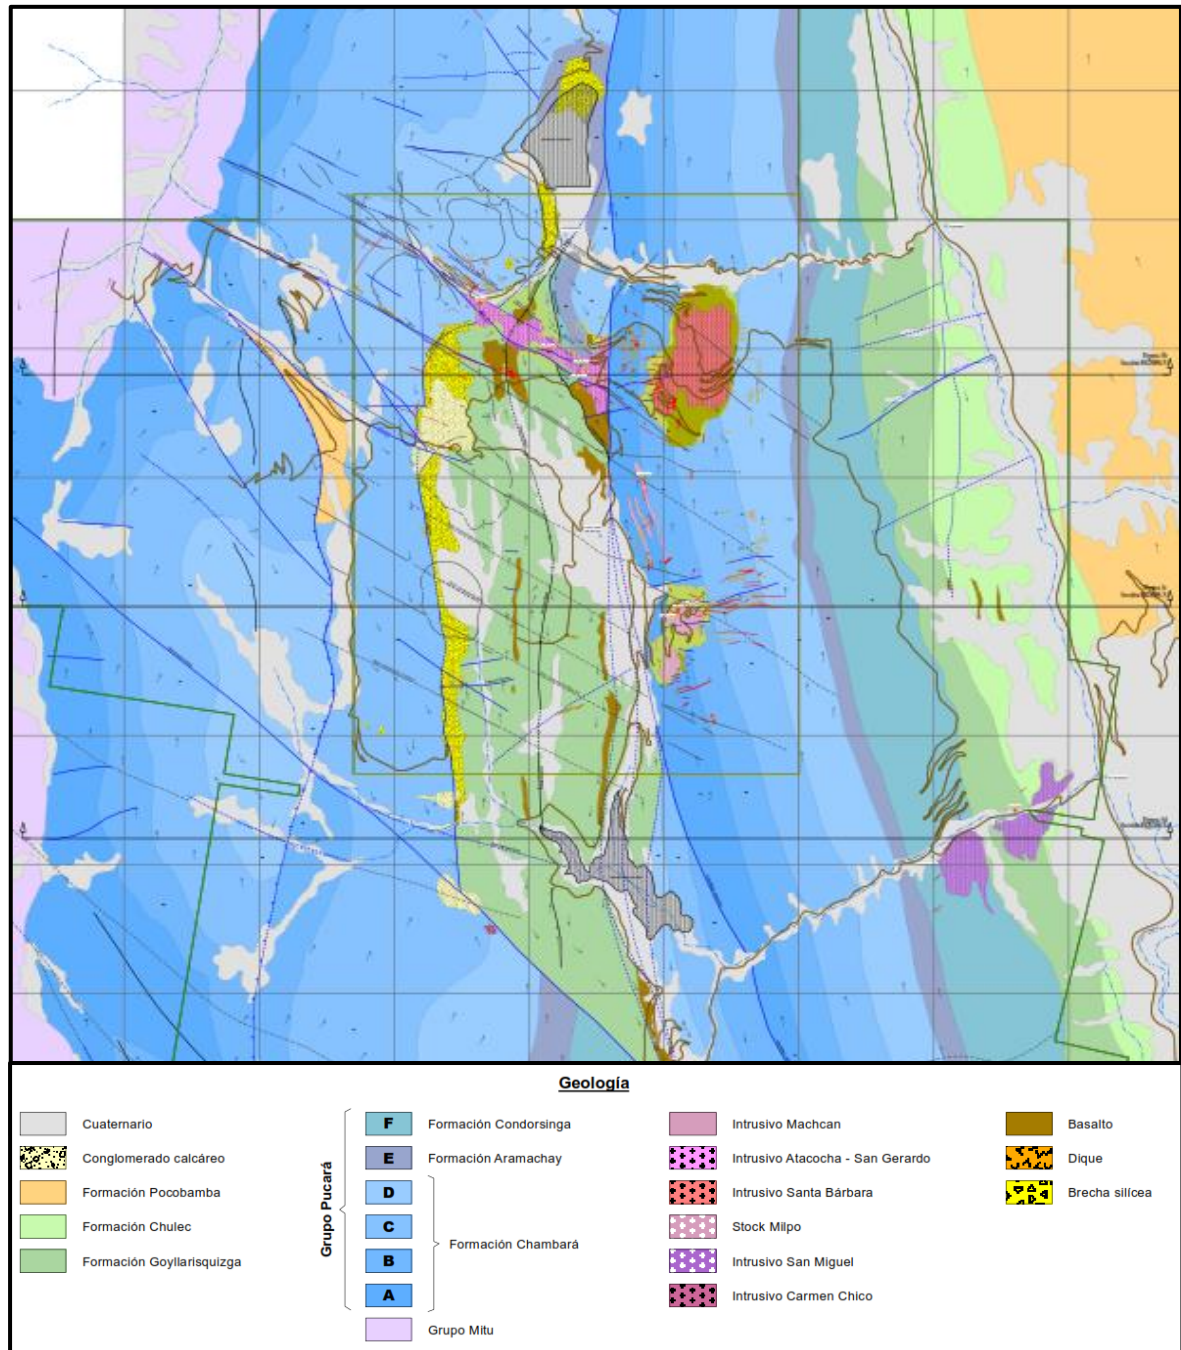 Geología
Cuaternario
Conglomerado calcáreo
Formación Pocobamba
Formación Chulec
Formación Goyllarisquizga
Grupo Pucará
F Formación Condorsinga
E Formación Aramachay
D
C
B
A
Formación Chambará
Grupo Mitu
Intrusivo Machcan
Intrusivo Atacocha - San Gerardo
Intrusivo Santa Bárbara
Stock Milpo
Intrusivo San Miguel
Intrusivo Carmen Chico
Basalto
Dique
Brecha silícea